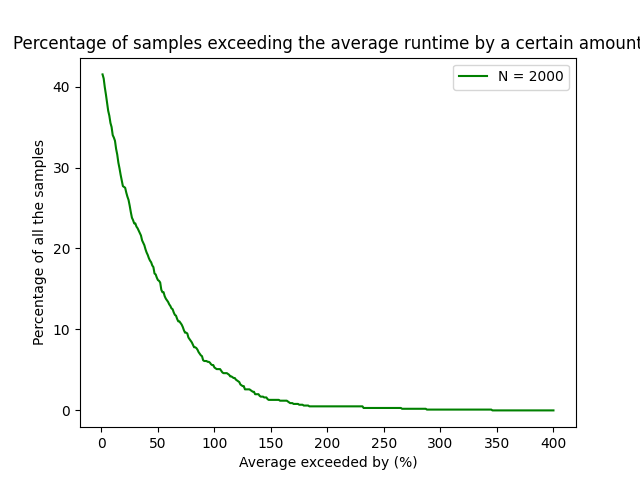 Percentage of samples exceeding the average runtime by a certain amount
N = 2000
Percentage of all the samples
40
30
20
10
0
0 50 100 150 200 250 300 350 400
Average exceeded by (%)